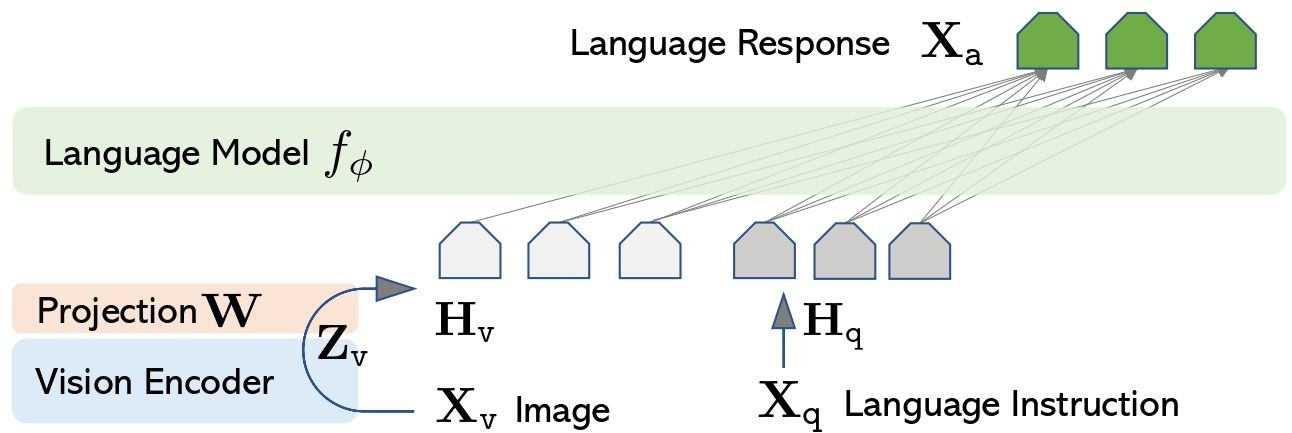 Language Response X_a
Language Model f_ϕ
Projection W
H_v
H_q
Z_v
Vision Encoder
X_v Image
X_q Language Instruction